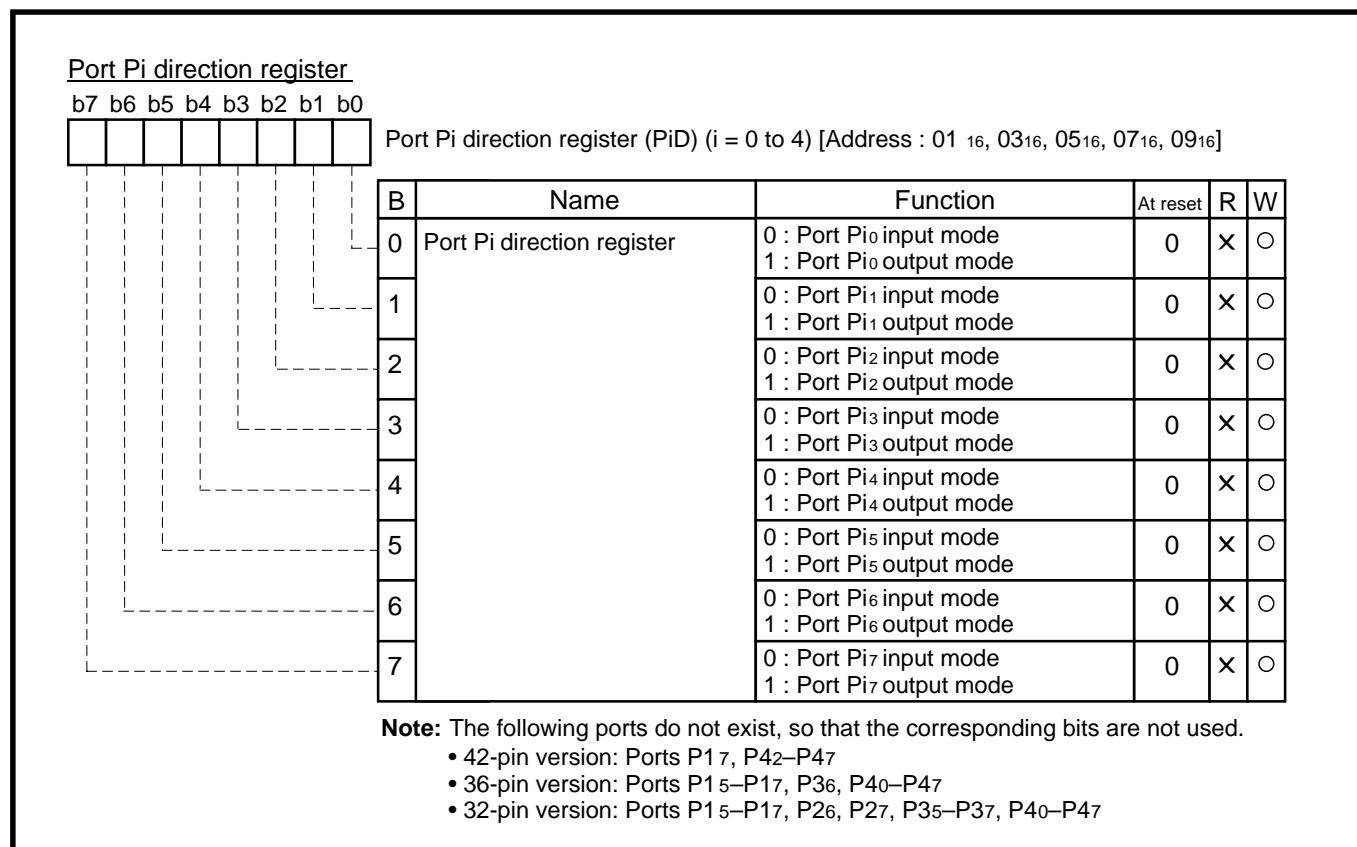 Port Pi direction register
b7 b6 b5 b4 b3 b2 b1 b0
Port Pi direction register (PiD) (i = 0 to 4) [Address : 01 16, 0316, 0516, 0716, 0916]
B Name Function At reset R W
0 Port Pi direction register 0 : Port Pi0 input mode 0 × ○
1 : Port Pi0 output mode
1 0 : Port Pi1 input mode 0 × ○
1 : Port Pi1 output mode
2 0 : Port Pi2 input mode 0 × ○
1 : Port Pi2 output mode
3 0 : Port Pi3 input mode 0 × ○
1 : Port Pi3 output mode
4 0 : Port Pi4 input mode 0 × ○
1 : Port Pi4 output mode
5 0 : Port Pi5 input mode 0 × ○
1 : Port Pi5 output mode
6 0 : Port Pi6 input mode 0 × ○
1 : Port Pi6 output mode
7 0 : Port Pi7 input mode 0 × ○
1 : Port Pi7 output mode
Note: The following ports do not exist, so that the corresponding bits are not used.
• 42-pin version: Ports P17, P42–P47
• 36-pin version: Ports P15–P17, P36, P40–P47
• 32-pin version: Ports P15–P17, P26, P27, P35–P37, P40–P47